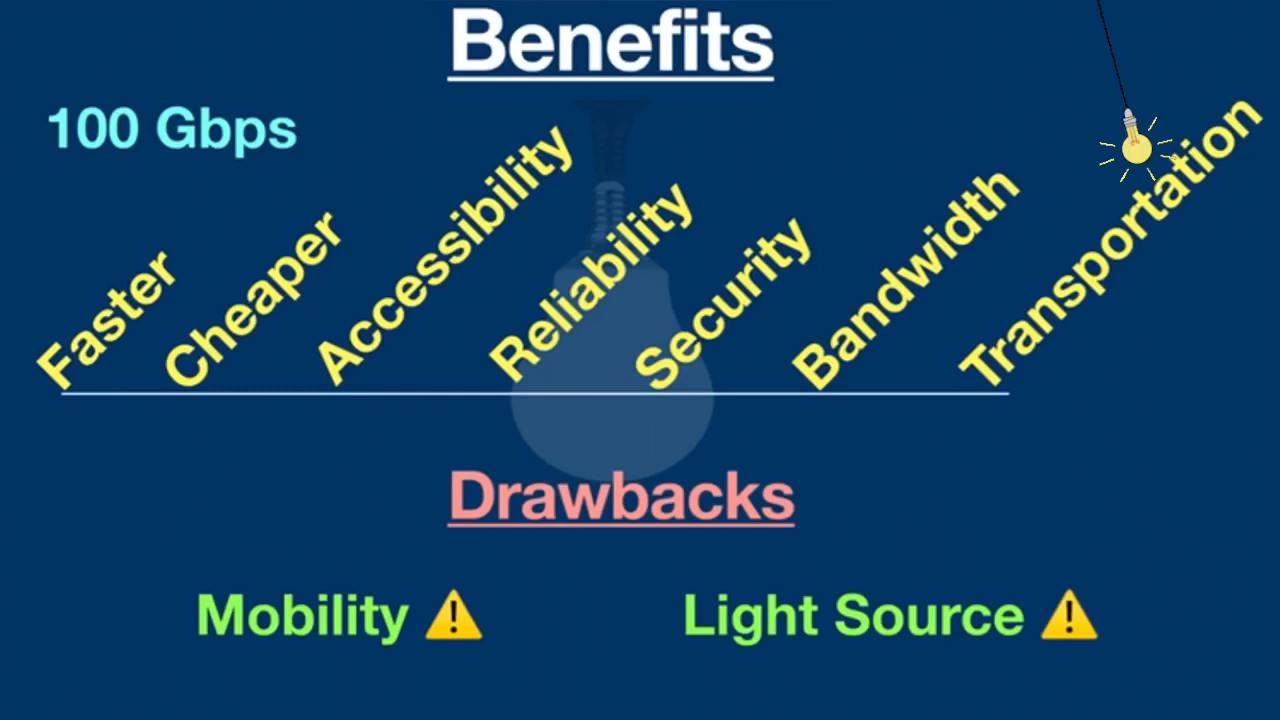 Benefits
100 Gbps
Faster
Cheaper
Accessibility
Reliability
Security
Bandwidth
Transportation
Drawbacks
Mobility ⚠️
Light Source ⚠️